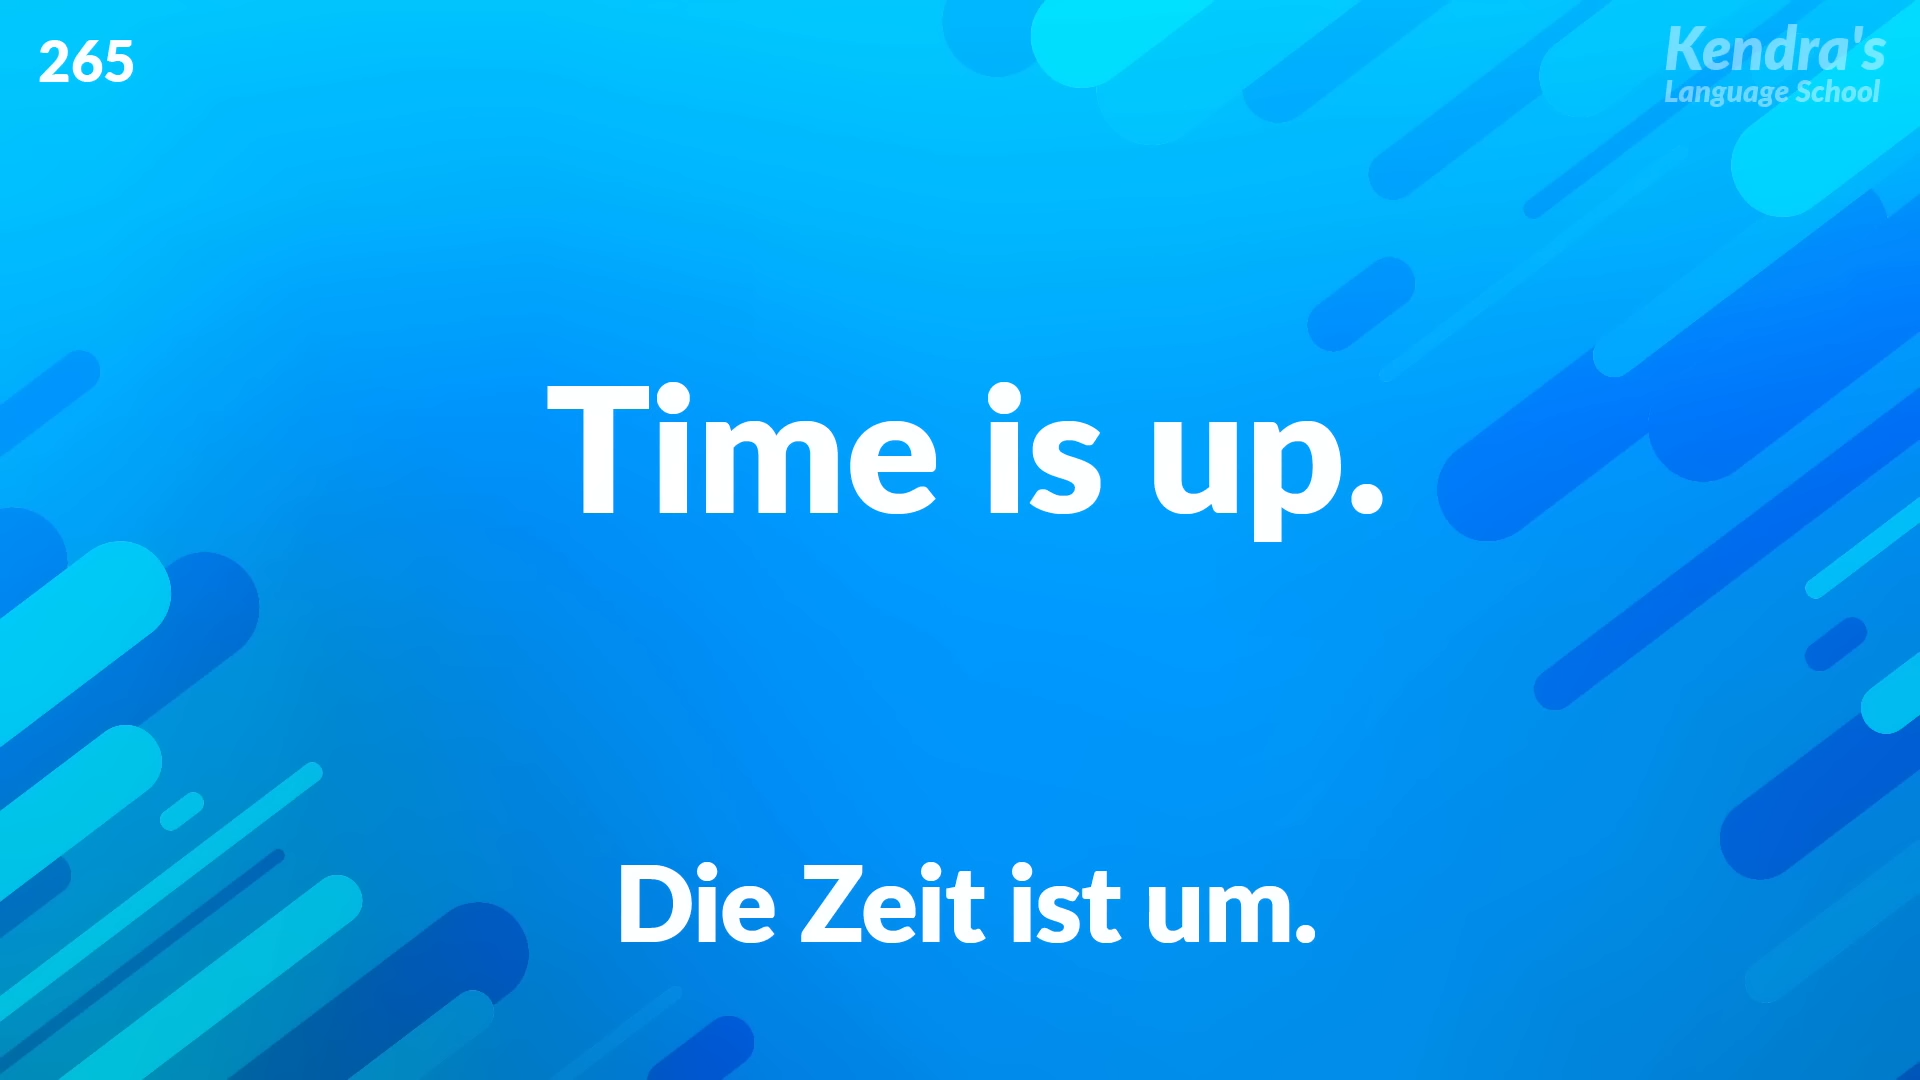 265
Kendra's
Language School
Time is up.
Die Zeit ist um.